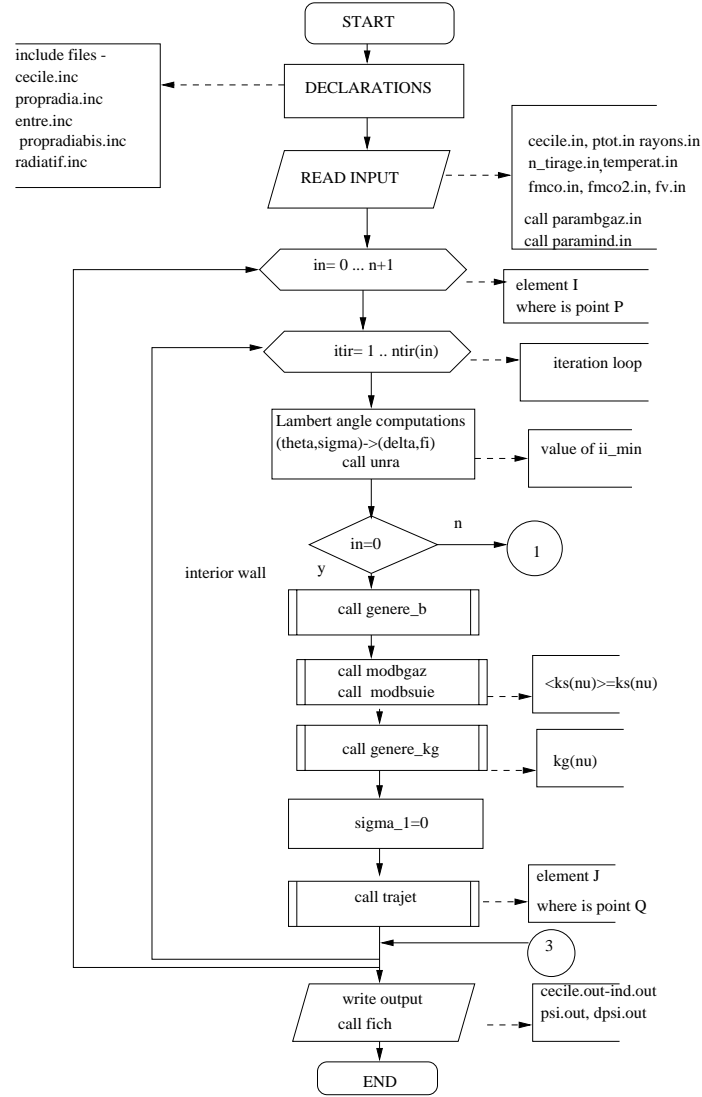 START
include files -
cecile.inc
propradia.inc
entre.inc
propradiabis.inc
radiatif.inc
DECLARATIONS
READ INPUT
cecile.in, ptot.in rayons.in
n_tirage.in, temperat.in
fmco.in, fmco2.in, fv.in
call parambgaz.in
call paramind.in
in= 0 ... n+1
element I
where is point P
itir= 1 .. ntir(in)
iteration loop
Lambert angle computations
(theta,sigma)->(delta,fi)
call unra
value of ii_min
in=0
n
1
y
interior wall
call genere_b
call modbgaz
call modbsuie
<ks(nu)>=ks(nu)
call genere_kg
kg(nu)
sigma_1=0
call trajet
element J
where is point Q
3
write output
call fich
cecile.out-ind.out
psi.out, dpsi.out
END